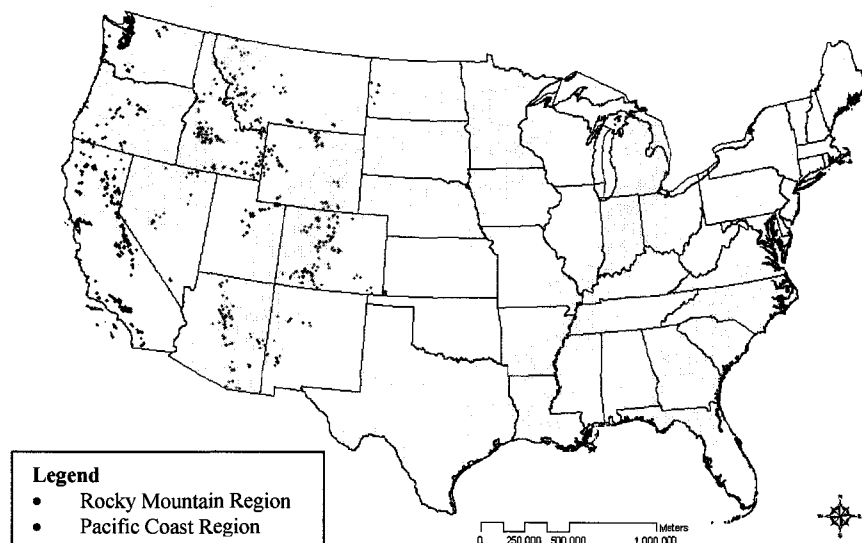 Legend
• Rocky Mountain Region
• Pacific Coast Region
Meters
0 250,000 500,000 1,000,000